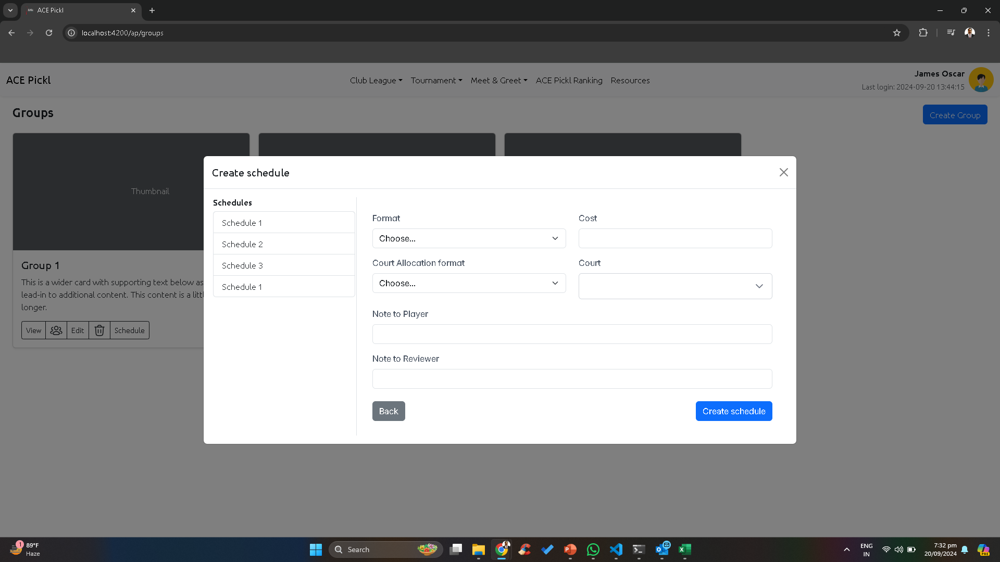 ACE Pickl
localhost:4200/ap/groups
ACE Pickl
Club League
Tournament
Meet & Greet
ACE Pickl Ranking
Resources
James Oscar
Last login: 2024-09-20 13:44:15
Groups
Create Group
Thumbnail
Group 1
This is a wider card with supporting text below as
lead-in to additional content. This content is a
longer.
View
Edit
Schedule
Create schedule
Schedules
Schedule 1
Schedule 2
Schedule 3
Schedule 1
Format
Choose...
Cost
Court Allocation format
Choose...
Court
Note to Player
Note to Reviewer
Back
Create schedule
1
89°F
Haze
Search
ENG
IN
7:32 pm
20/09/2024
PRE